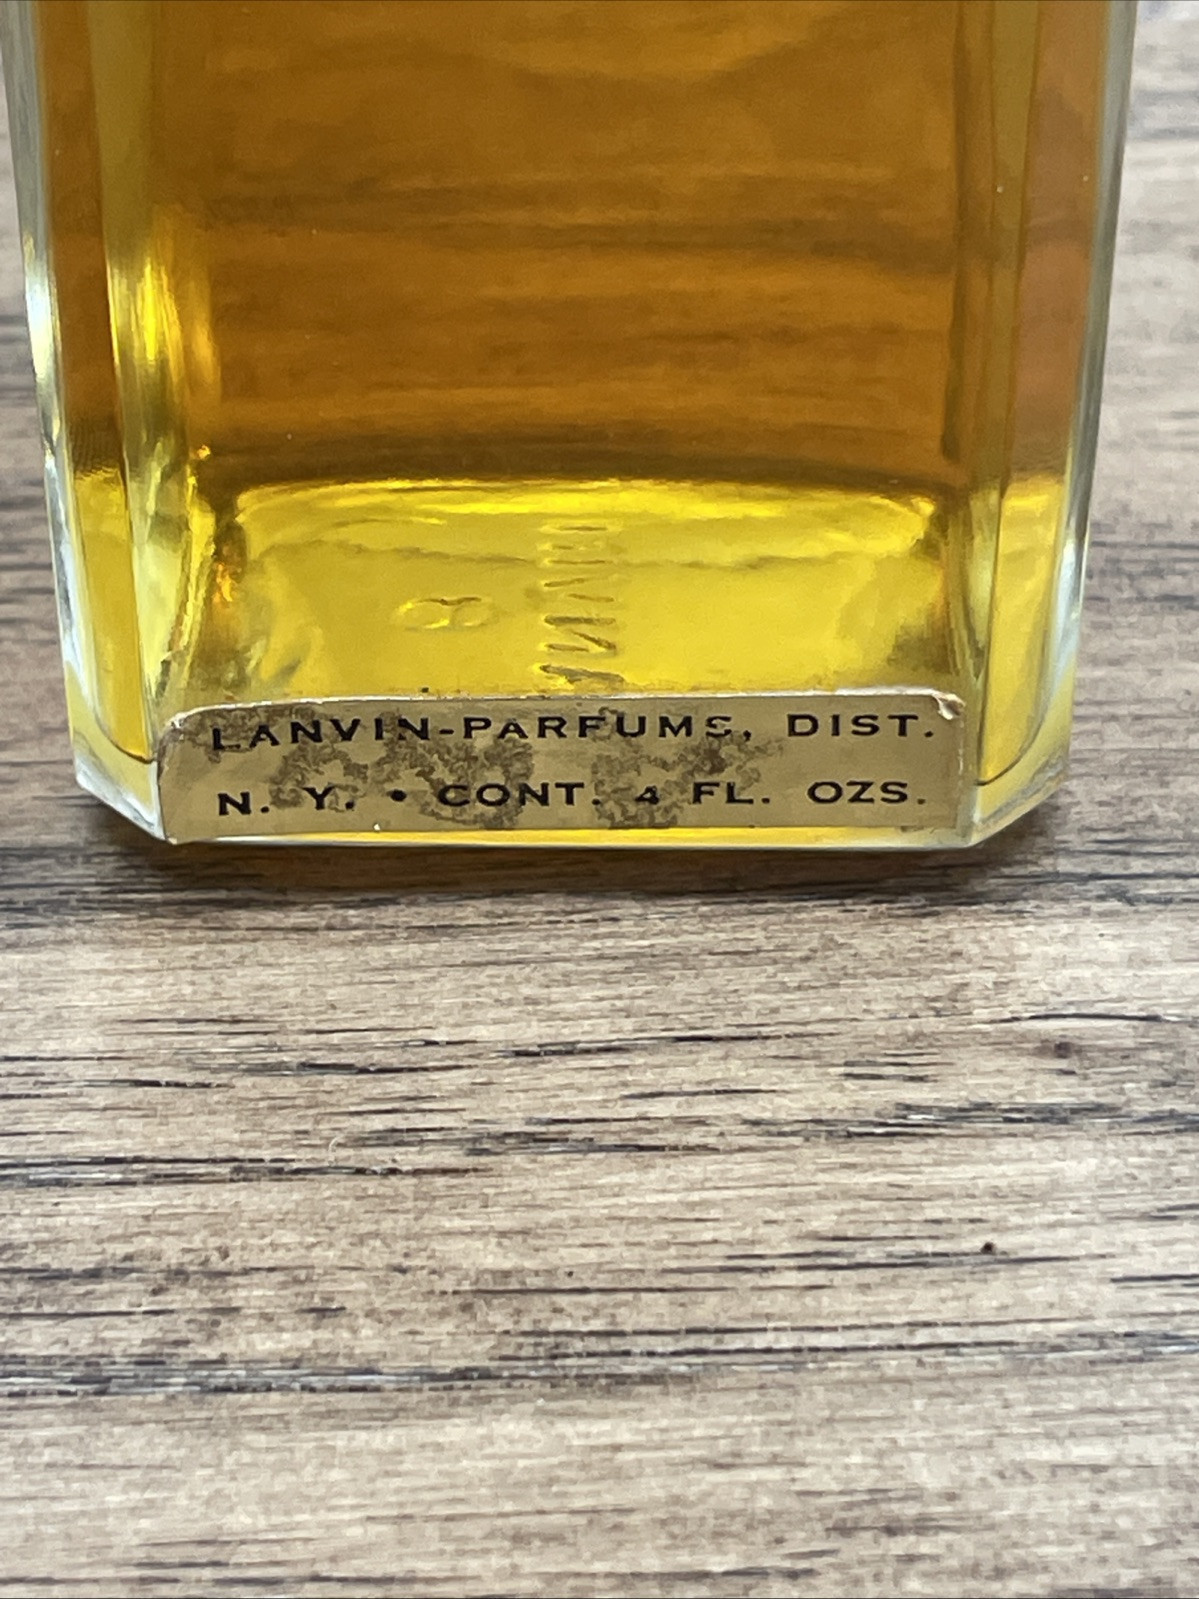 LANVIN-PARFUMS, DIST.
N. Y. • CONT. 4 FL. OZS.